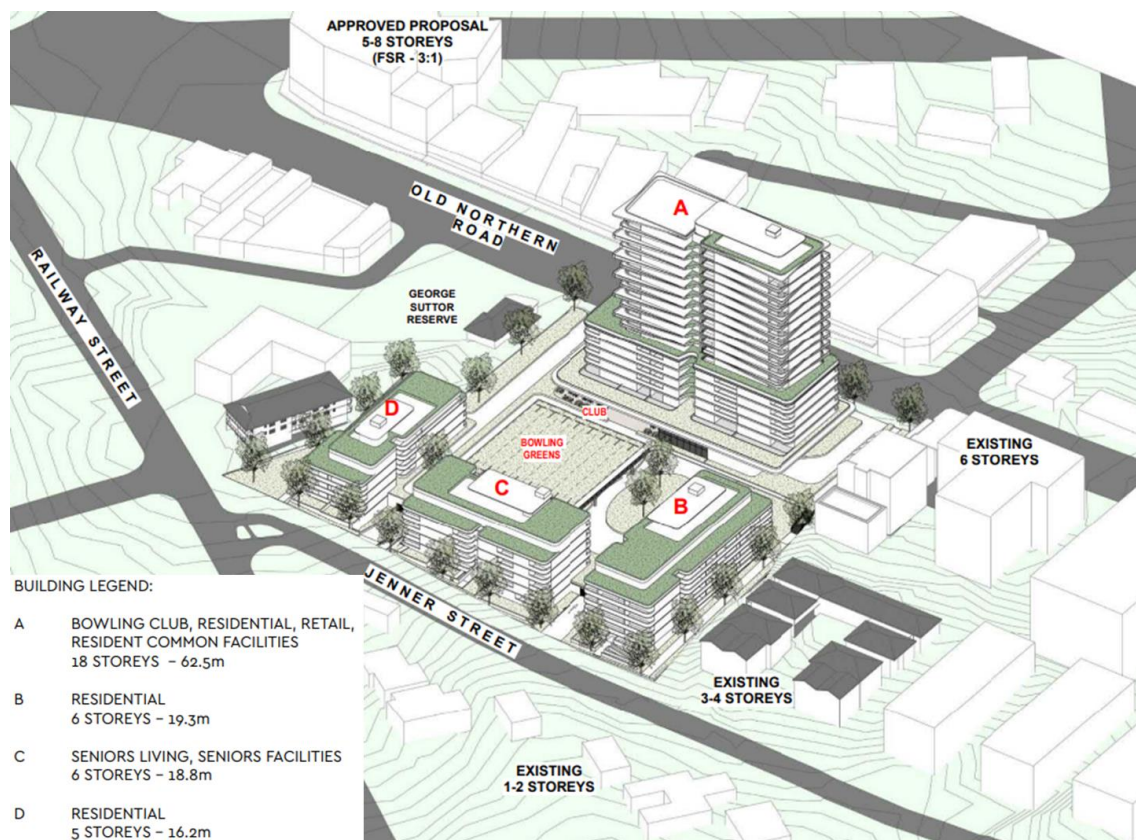 APPROVED PROPOSAL
5-8 STOREYS
(FSR - 3:1)
OLD NORTHERN
ROAD
RAILWAY STREET
GEORGE
SUTTOR
RESERVE
A
D
CLUB
BOWLING
GREENS
C
B
EXISTING
6 STOREYS
JENNER STREET
EXISTING
3-4 STOREYS
EXISTING
1-2 STOREYS
BUILDING LEGEND:
A BOWLING CLUB, RESIDENTIAL, RETAIL,
RESIDENT COMMON FACILITIES
18 STOREYS – 62.5m
B RESIDENTIAL
6 STOREYS – 19.3m
C SENIORS LIVING, SENIORS FACILITIES
6 STOREYS – 18.8m
D RESIDENTIAL
5 STOREYS – 16.2m